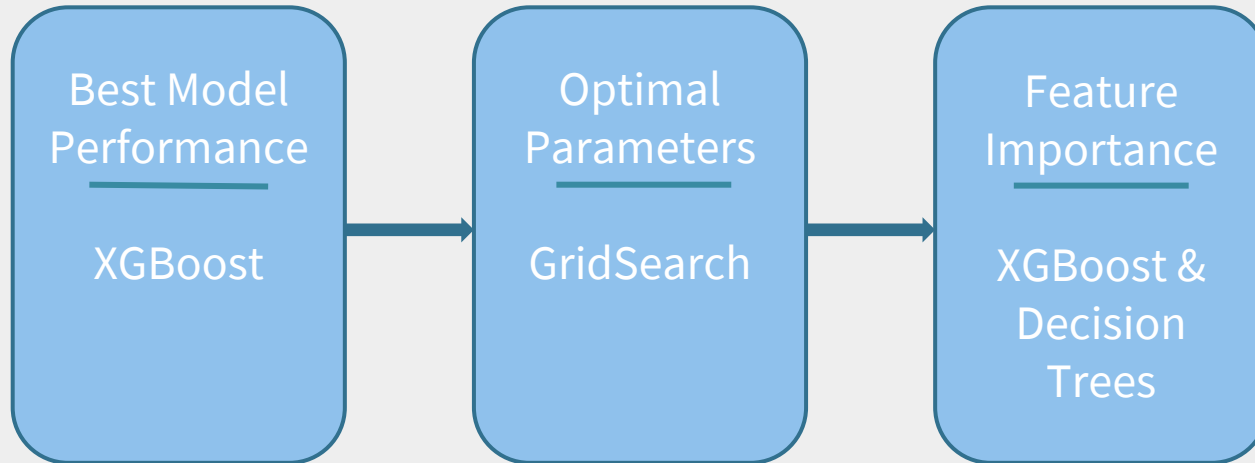 Best Model
Performance
XGBoost
Optimal
Parameters
GridSearch
Feature
Importance
XGBoost &
Decision
Trees